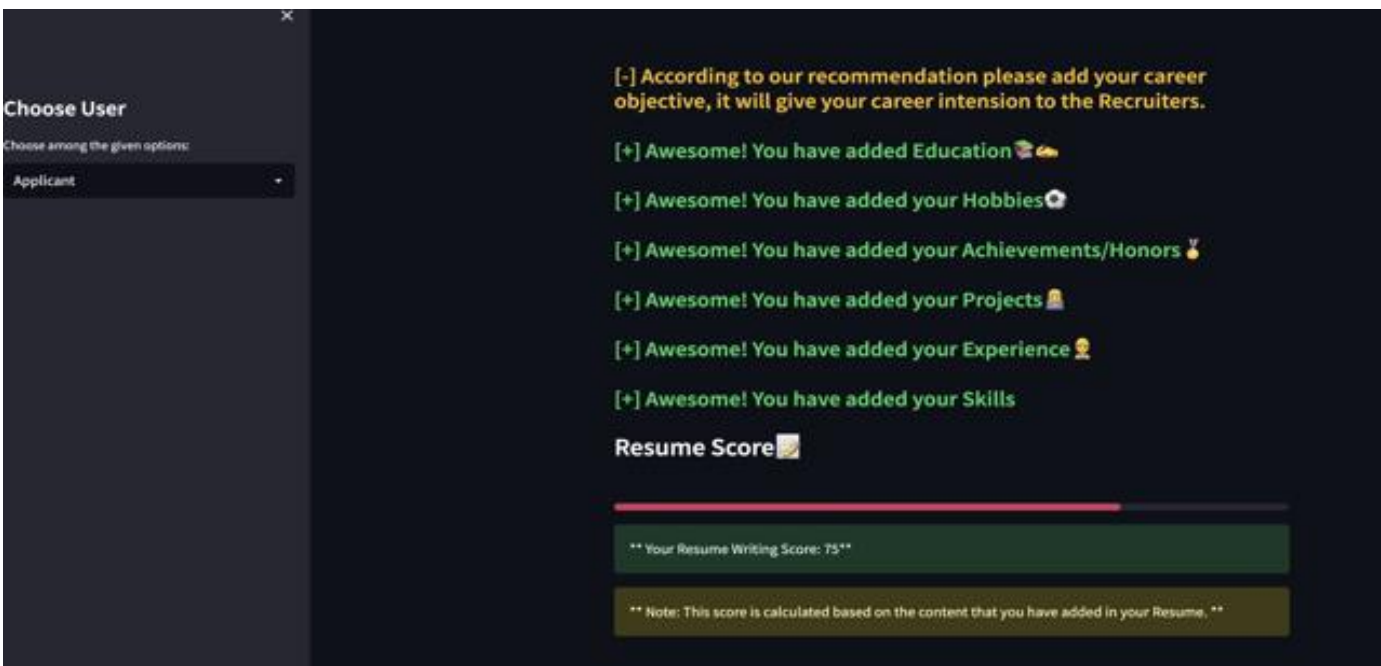 ×
Choose User
Choose among the given options:
Applicant
[-] According to our recommendation please add your career
objective, it will give your career intension to the Recruiters.
[+] Awesome! You have added Education📚✍️
[+] Awesome! You have added your Hobbies⚽
[+] Awesome! You have added your Achievements/Honors🏅
[+] Awesome! You have added your Projects👩‍💻
[+] Awesome! You have added your Experience👨‍💼
[+] Awesome! You have added your Skills
Resume Score📝
** Your Resume Writing Score: 75**
** Note: This score is calculated based on the content that you have added in your Resume. **